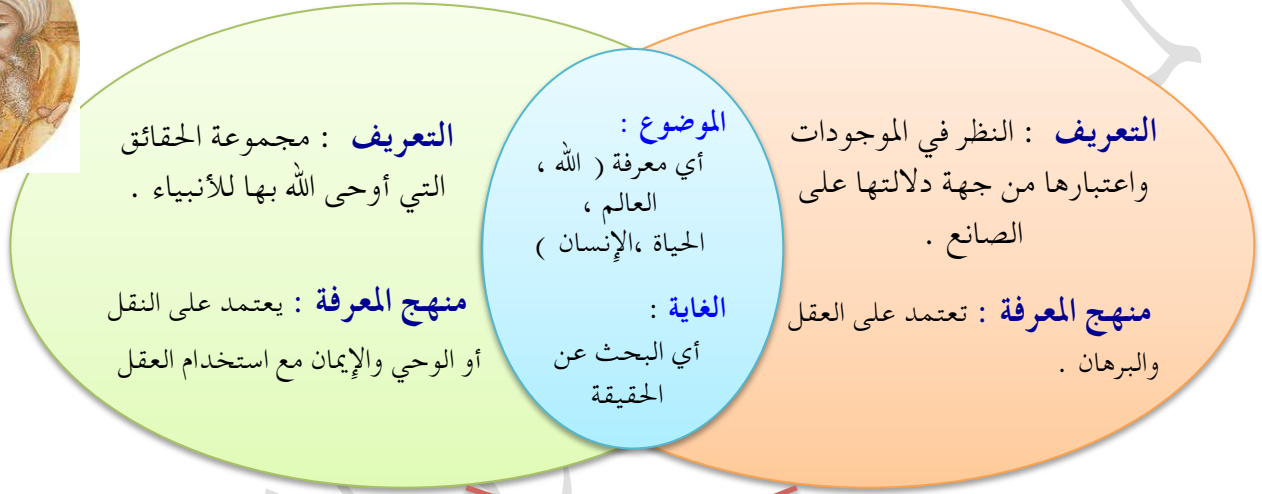 التعريف : النظر في الموجودات
واعتبارها من جهة دلالتها على
الصانع .
منهج المعرفة : تعتمد على العقل
والبرهان .
الموضوع :
أي معرفة ( الله ،
العالم ،
الحياة ،الإنسان )
الغاية :
أي البحث عن
الحقيقة
التعريف : مجموعة الحقائق
التي أوحى الله بها للأنبياء .
منهج المعرفة : يعتمد على النقل
أو الوحي والإيمان مع استخدام العقل